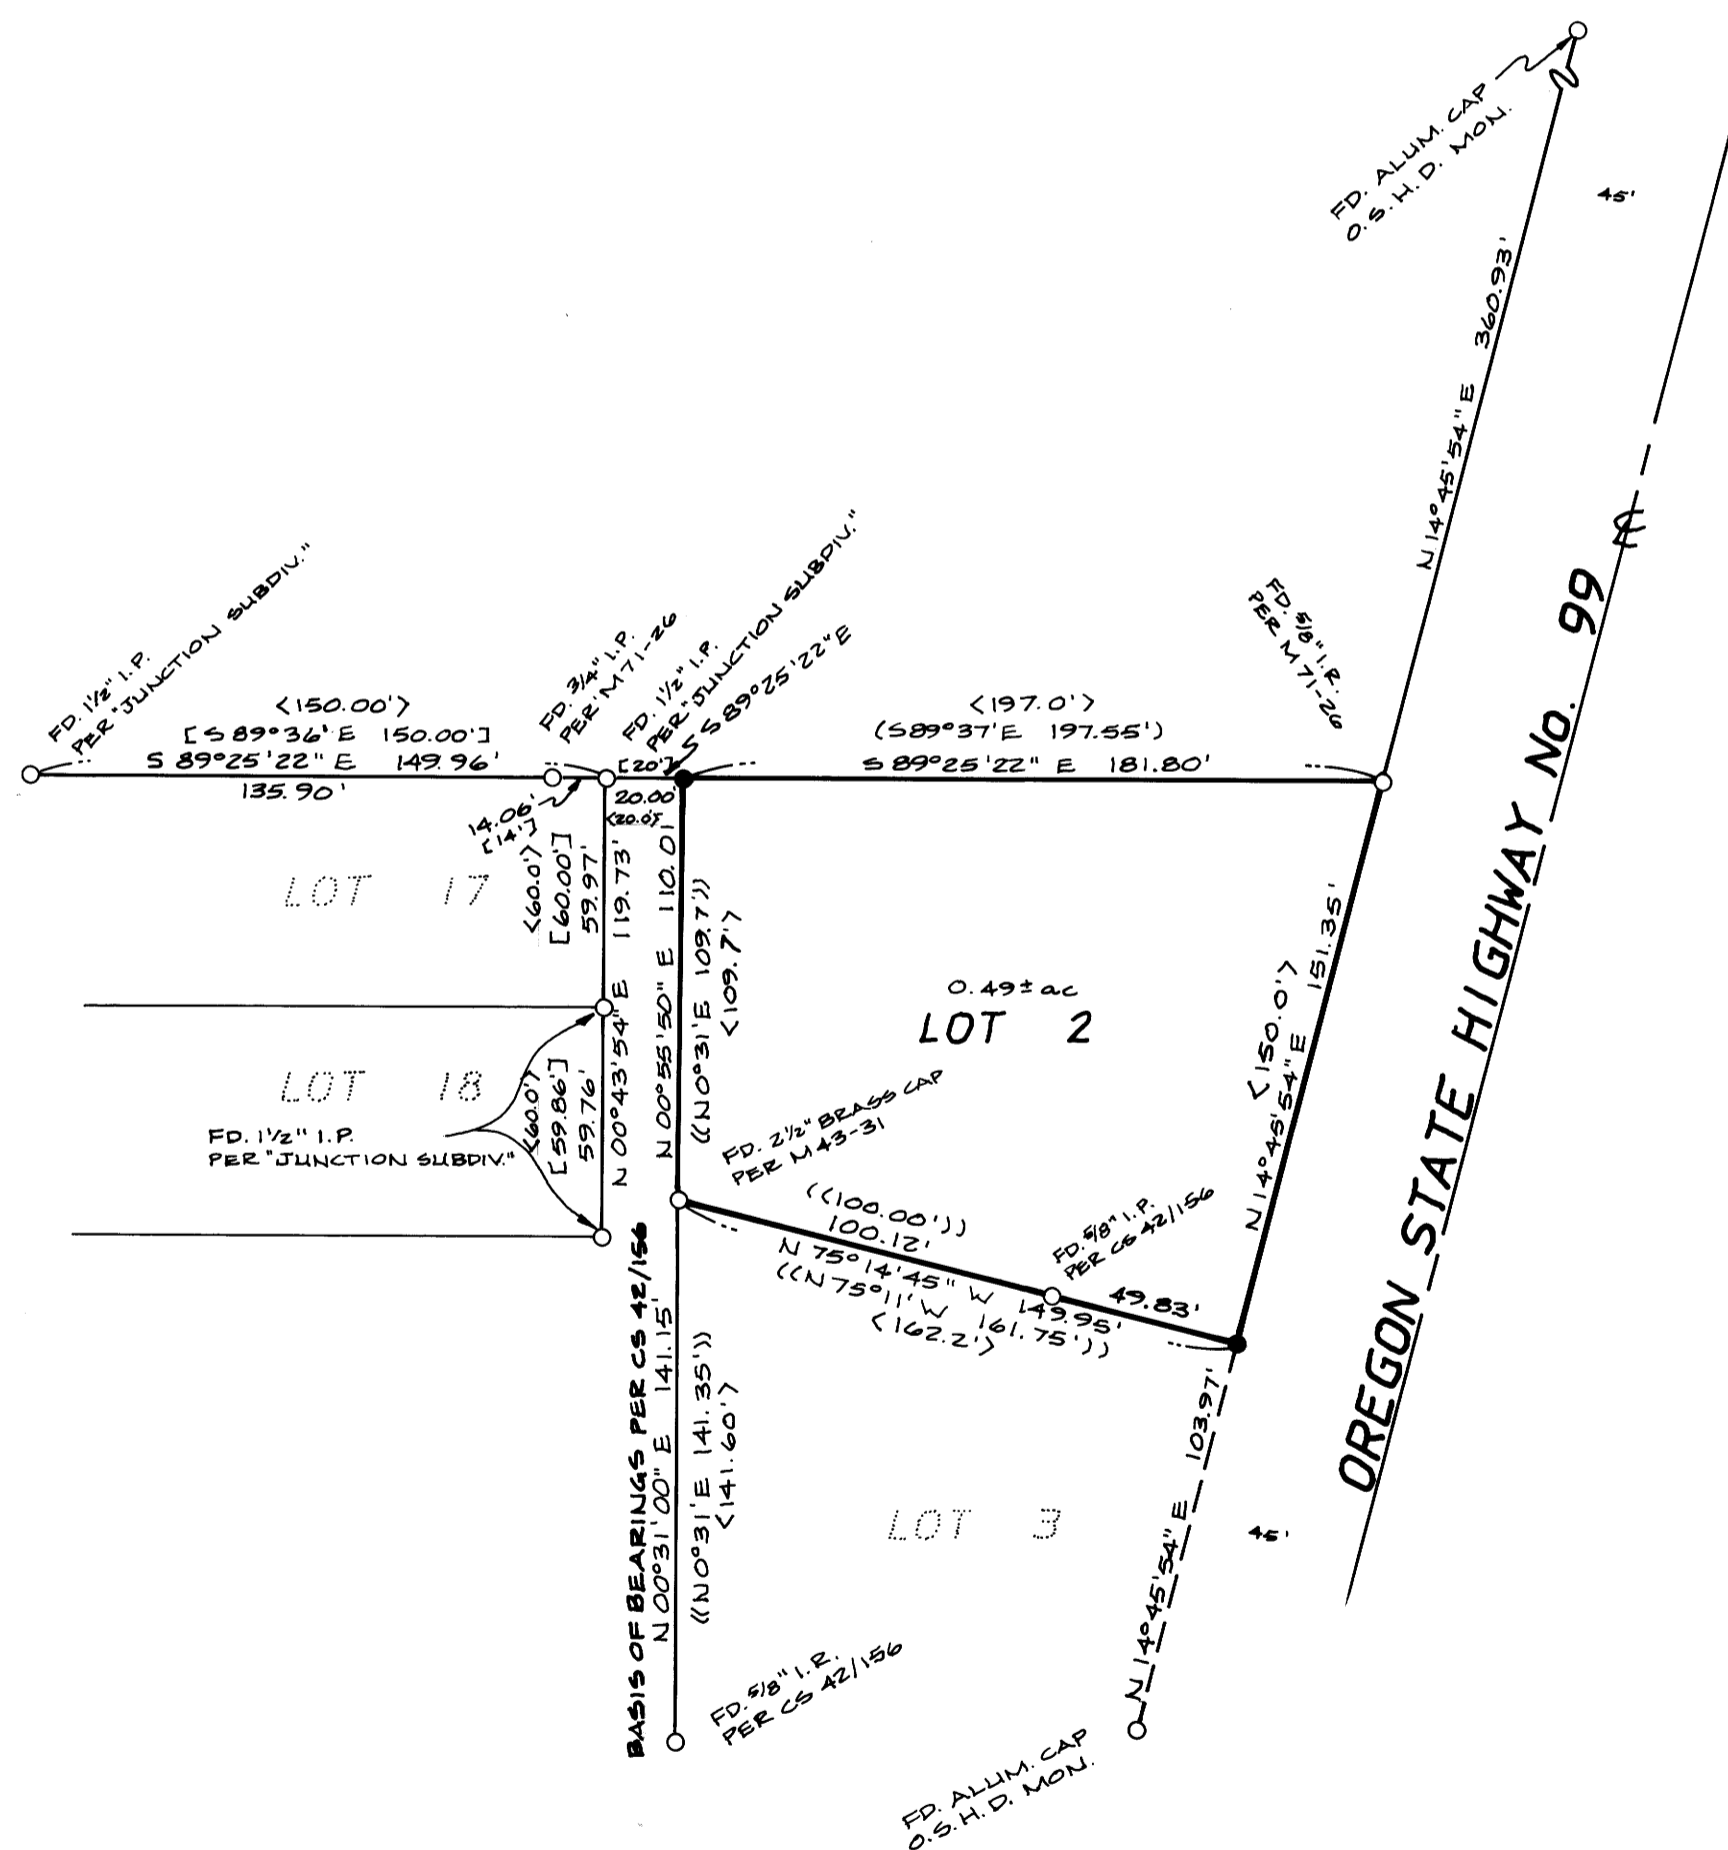 FD. ALUM. CAP
O.S.H.D. MON.
45'
N 14°45'54" E 360.93'
OREGON STATE HIGHWAY No. 99
FD. 1½" I.P.
PER "JUNCTION SUBDIV."
FD. 3/4" I.P.
PER M71-26
FD. 1½" I.P.
PER "JUNCTION SUBDIV."
S 89°25'22" E
FD. 5/8" I.R.
PER M71-26
<150.00'>
[S 89°36' E 150.00']
S 89°25'22" E 149.96'
135.90'
14.06'
[14']
[20']
20.00'
<20.0'>
<197.0'>
(S89°37'E 197.55')
S 89°25'22" E 181.80'
LOT 17
<60.0'>
[60.00']
59.97'
N 00°43'54" E 119.73'
N 00°55'50" E 110.01
((N0°31'E 109.7'))
<109.7'>
0.49± ac
LOT 2
<150.0'>
N 14°45'54" E 151.35'
LOT 18
<60.0'>
[59.86']
59.76'
FD. 1½" I.P.
PER "JUNCTION SUBDIV."
FD. 2½" BRASS CAP
PER M43-31
((100.00'))
100.12'
N 75°14'45" W 149.95'
((N75°11' W 161.75'))
<162.2'>
FD. 5/8" I.P.
PER CS 42/156
49.83'
BASIS OF BEARINGS PER CS 42/156
N 00°31'00" E 141.15'
((N0°31'E 141.35'))
<141.60'>
LOT 3
N 14°45'54" E 103.97'
45'
FD. 5/8" I.R.
PER CS 42/156
FD. ALUM. CAP
O.S.H.D. MON.